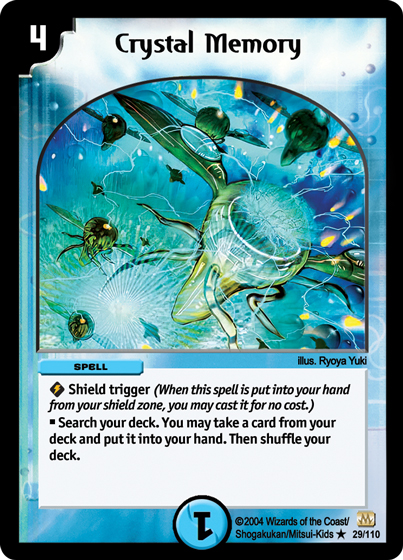 4 Crystal Memory
illus. Ryoya Yuki
SPELL
Shield trigger (When this spell is put into your hand
from your shield zone, you may cast it for no cost.)
▪ Search your deck. You may take a card from your
deck and put it into your hand. Then shuffle your
deck.
1
©2004 Wizards of the Coast/
Shogakukan/Mitsui-Kids ★ 29/110
M